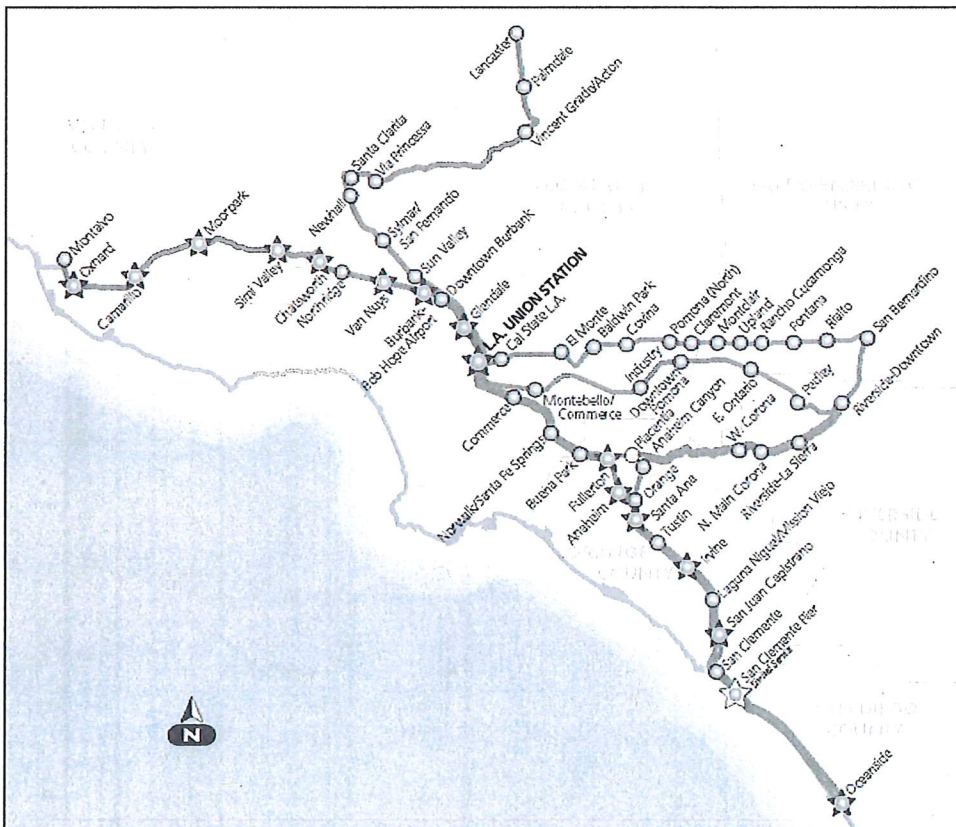 Lancaster
Palmdale
Vincent Grade/Acton
Santa Clarita
Via Princessa
Newhall
Sylmar/
San Fernando
Sun Valley
Downtown Burbank
Glendale
Montalvo
Oxnard
Camarillo
Moorpark
Simi Valley
Chatsworth
Northridge
Van Nuys
Burbank-
Bob Hope Airport
L.A. UNION STATION
Cal State L.A.
El Monte
Baldwin Park
Covina
Pomona (North)
Claremont
Montclair
Upland
Rancho Cucamonga
Fontana
Rialto
San Bernardino
Commerce
Montebello/
Commerce
Industry
Downtown
Pomona
E. Ontario
Pedley
Riverside-Downtown
Norwalk/Santa Fe Springs
Buena Park
Fullerton
Placentia
Anaheim Canyon
W. Corona
N. Main Corona
Riverside-La Sierra
Anaheim
Orange
Santa Ana
Tustin
Irvine
Laguna Niguel/Mission Viejo
San Juan Capistrano
San Clemente
San Clemente Pier
Oceanside
N